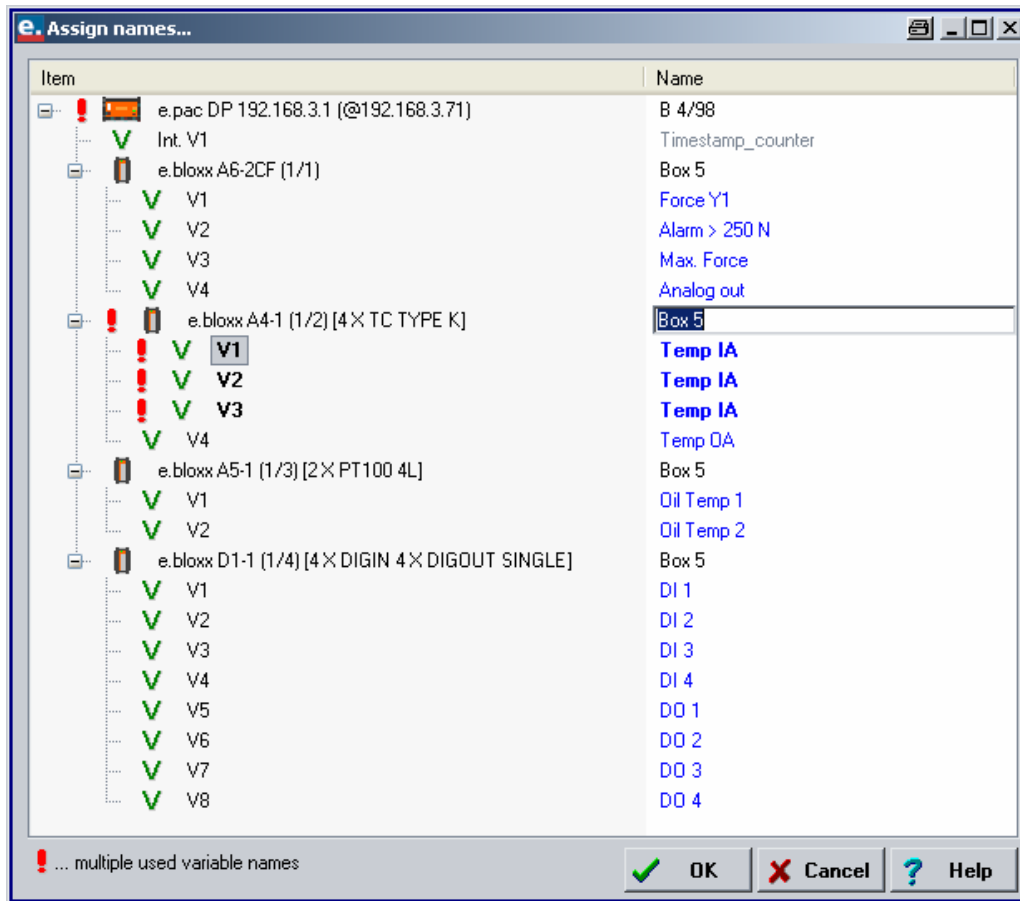 e. Assign names...
Item Name
e.pac DP 192.168.3.1 (@192.168.3.71) B 4/98
Int. V1 Timestamp_counter
e.bloxx A6-2CF (1/1) Box 5
V V1 Force Y1
V V2 Alarm > 250 N
V V3 Max. Force
V V4 Analog out
e.bloxx A4-1 (1/2) [4 X TC TYPE K] Box 5
V V1 Temp IA
V V2 Temp IA
V V3 Temp IA
V V4 Temp OA
e.bloxx A5-1 (1/3) [2 X PT100 4L] Box 5
V V1 Oil Temp 1
V V2 Oil Temp 2
e.bloxx D1-1 (1/4) [4 X DIGIN 4 X DIGOUT SINGLE] Box 5
V V1 DI 1
V V2 DI 2
V V3 DI 3
V V4 DI 4
V V5 DO 1
V V6 DO 2
V V7 DO 3
V V8 DO 4
! ... multiple used variable names
OK Cancel ? Help